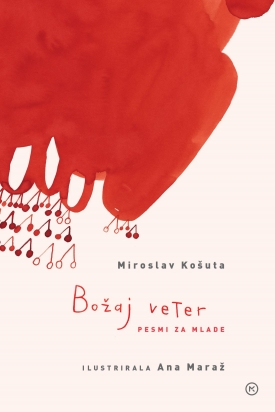 Miroslav Košuta
Božaj veter
PESMI ZA MLADE
ILUSTRIRALA Ana Maraž